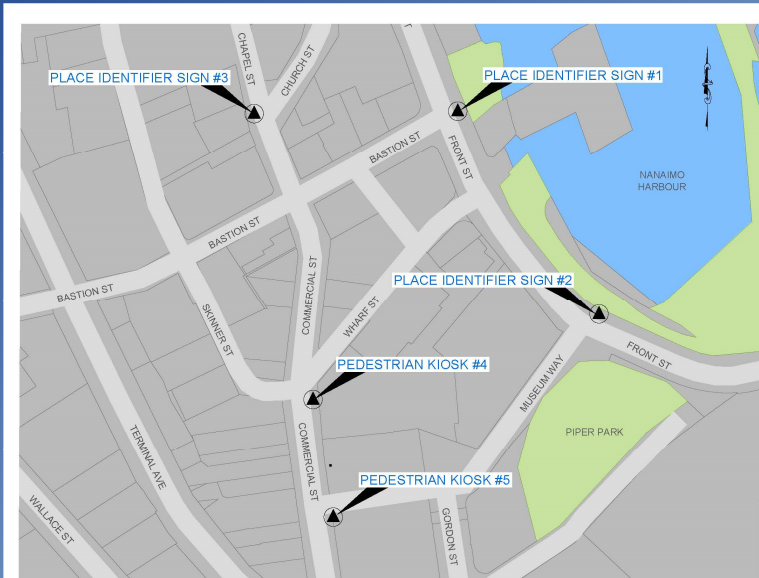 CHAPEL ST
CHURCH ST
PLACE IDENTIFIER SIGN #3
PLACE IDENTIFIER SIGN #1
BASTION ST
FRONT ST
NANAIMO
HARBOUR
BASTION ST
PLACE IDENTIFIER SIGN #2
BASTION ST
COMMERCIAL ST
WHARF ST
SKINNER ST
FRONT ST
PEDESTRIAN KIOSK #4
MUSEUM WAY
PIPER PARK
TERMINAL AVE
COMMERCIAL ST
PEDESTRIAN KIOSK #5
WALLACE ST
GORDON ST